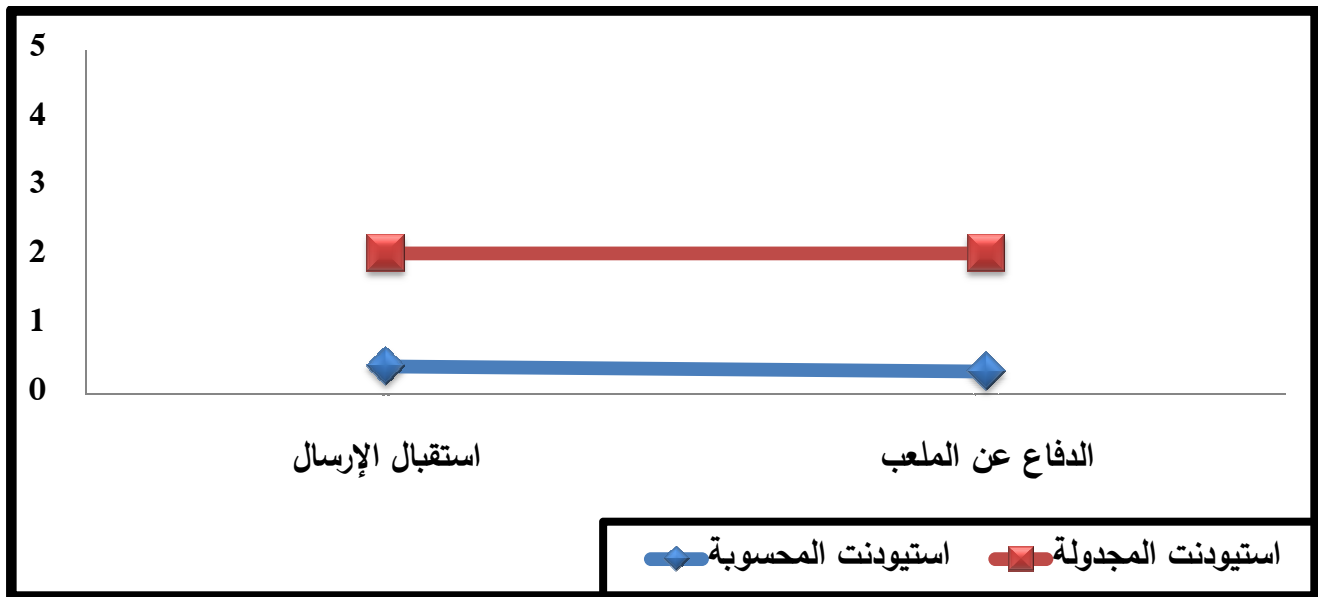 5
4
3
2
1
0
استقبال الإرسال
الدفاع عن الملعب
استيودنت المحسوبة
استيودنت المجدولة